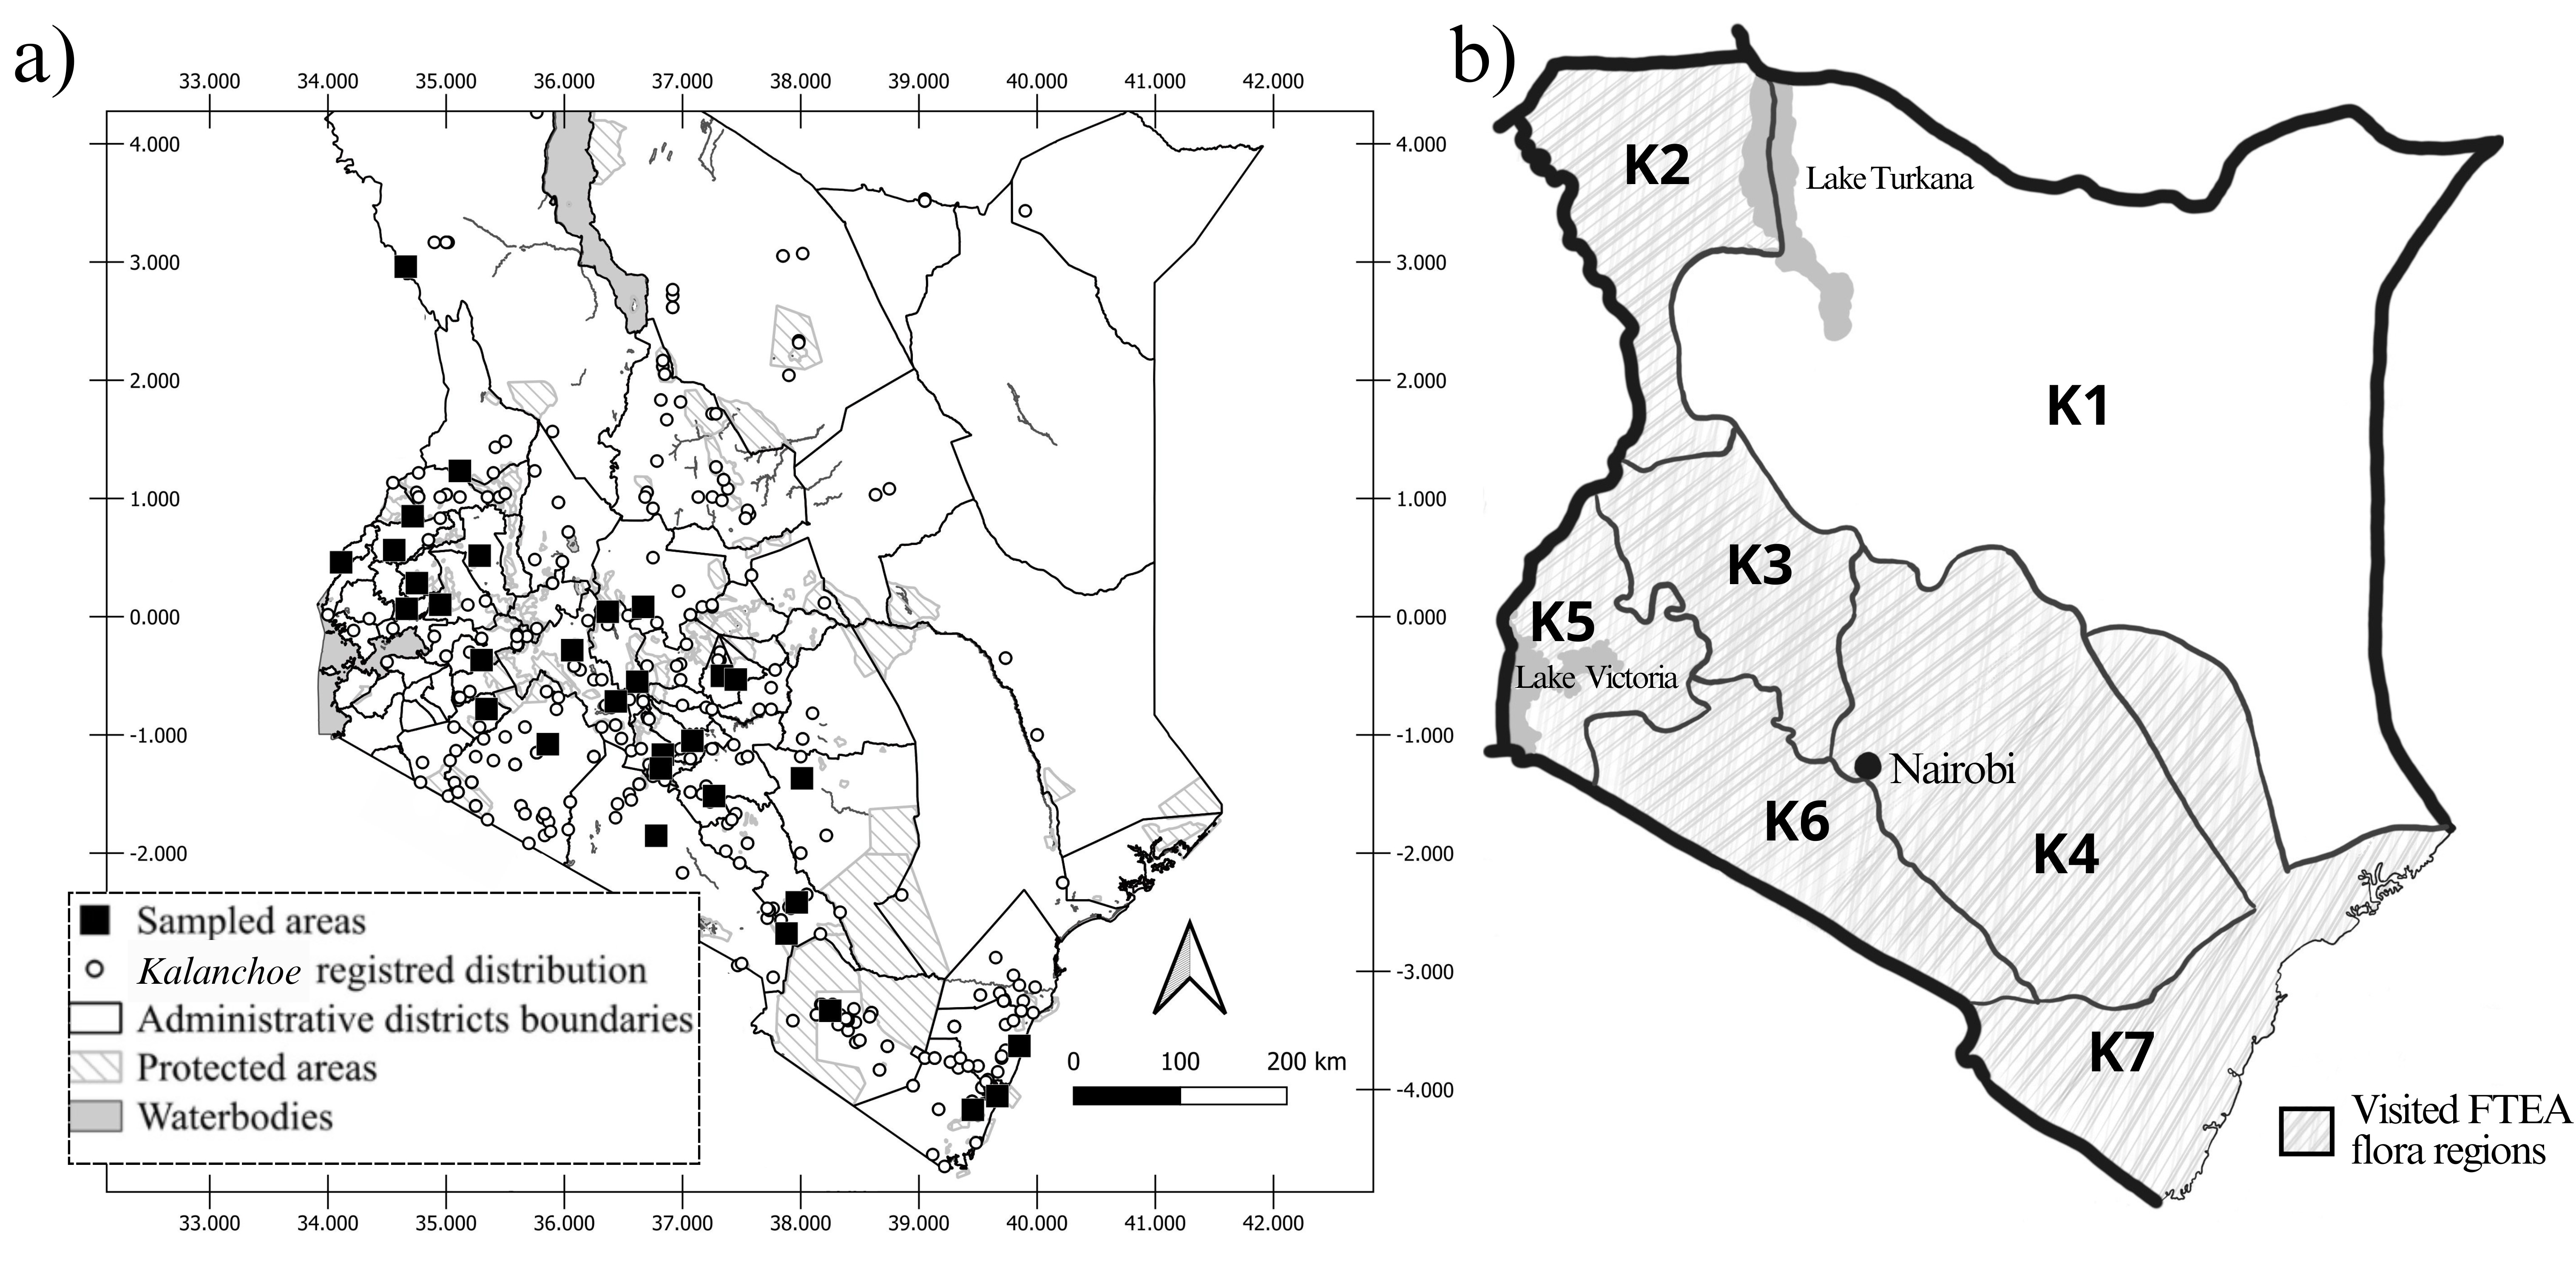 a)
33.000 34.000 35.000 36.000 37.000 38.000 39.000 40.000 41.000 42.000
4.000 4.000
3.000 3.000
2.000 2.000
1.000 1.000
0.000 0.000
-1.000 -1.000
-2.000 -2.000
-3.000
-4.000
Sampled areas
Kalanchoe registred distribution
Administrative districts boundaries
Protected areas
Waterbodies
0 100 200 km
33.000 34.000 35.000 36.000 37.000 38.000 39.000 40.000 41.000 42.000
b)
K2
Lake Turkana
K1
K3
K5
Lake Victoria
Nairobi
K6
K4
K7
Visited FTEA
flora regions